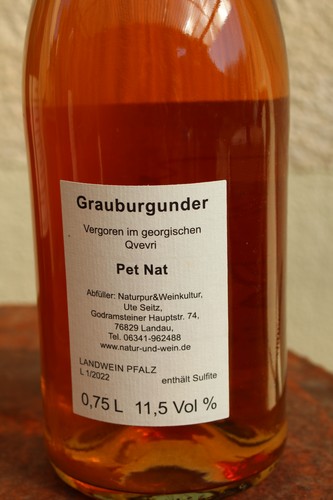 Grauburgunder
Vergoren im georgischen
Qvevri
Pet Nat
Abfüller: Naturpur&Weinkultur,
Ute Seitz,
Godramsteiner Hauptstr. 74,
76829 Landau,
Tel. 06341-962488
www.natur-und-wein.de
LANDWEIN PFALZ
L 1/2022
enthält Sulfite
0,75 L 11,5 Vol %